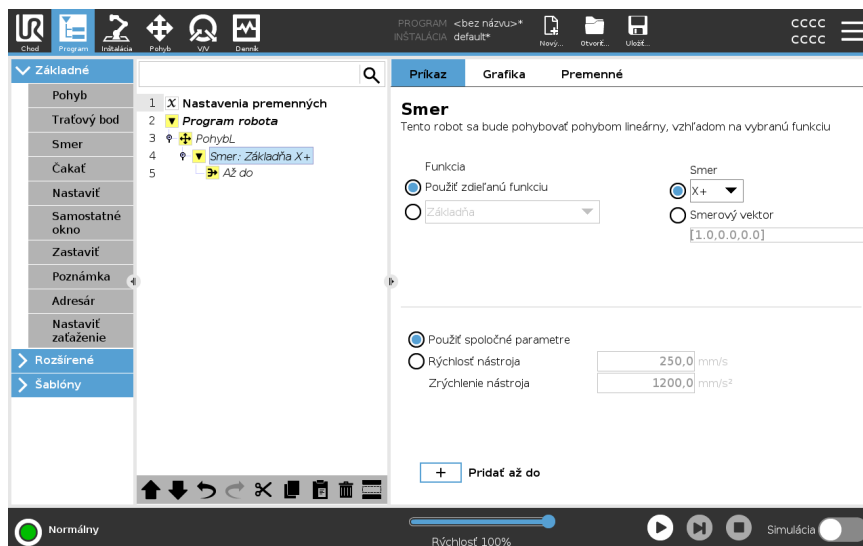 UR
Chod
Program
Inštalácia
Pohyb
V/V
Denník
PROGRAM <bez názvu>*
INŠTALÁCIA default*
Nový...
Otvoriť...
Uložiť...
cccc
cccc
Základné
Pohyb
Traťový bod
Smer
Čakať
Nastaviť
Samostatné
okno
Zastaviť
Poznámka
Adresár
Nastaviť
zaťaženie
Rozšírené
Šablóny
1 X Nastavenia premenných
2 Program robota
3 PohybL
4 Smer: Základňa X+
5 Až do
Príkaz Grafika Premenné
Smer
Tento robot sa bude pohybovať pohybom lineárny, vzhľadom na vybranú funkciu
Funkcia
Použiť zdieľanú funkciu
Základňa
Smer
X+
Smerový vektor
[1.0,0.0,0.0]
Použiť spoločné parametre
Rýchlosť nástroja 250,0 mm/s
Zrýchlenie nástroja 1200,0 mm/s²
+ Pridať až do
Normálny
Rýchlosť 100%
Simulácia